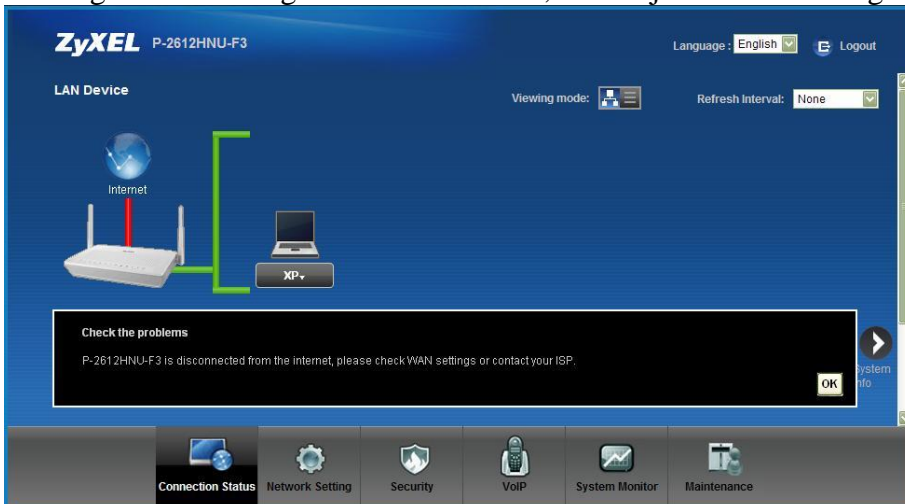 ZyXEL P-2612HNU-F3
Language : English
Logout
LAN Device
Viewing mode:
Refresh Interval: None
Internet
XP
Check the problems
P-2612HNU-F3 is disconnected from the internet, please check WAN settings or contact your ISP.
OK
System
Info
Connection Status Network Setting Security VoIP System Monitor Maintenance